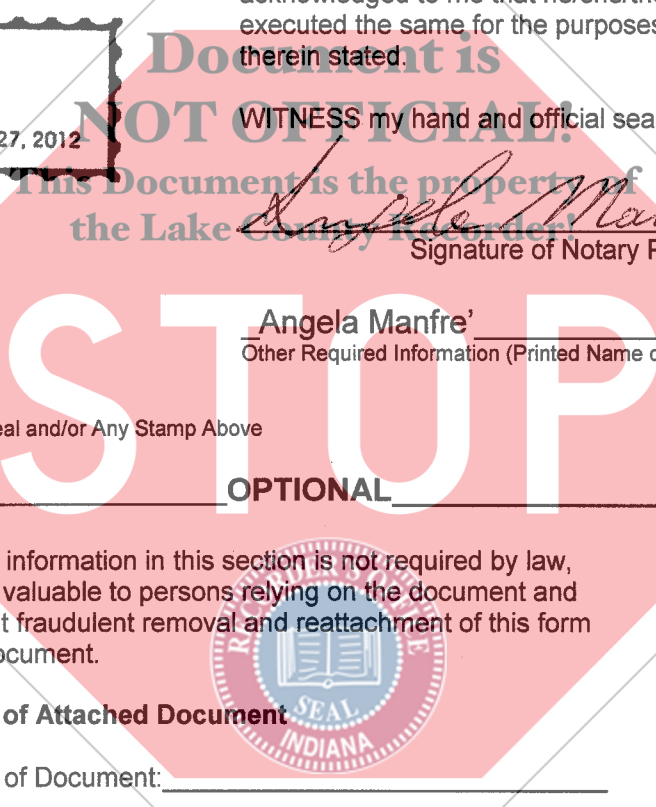 acknowledged to me that he/she/the
executed the same for the purposes
therein stated.
Document is
NOT OFFICIAL!
27, 2012
WITNESS my hand and official sea
This Document is the property of
the Lake County Recorder!
Angela Ma
Signature of Notary P
Angela Manfre’
Other Required Information (Printed Name o
STOP
eal and/or Any Stamp Above
OPTIONAL
information in this section is not required by law,
valuable to persons relying on the document and
t fraudulent removal and reattachment of this form
ocument.
RECORDER'S OFFICE
SEAL
INDIANA
of Attached Document
of Document: